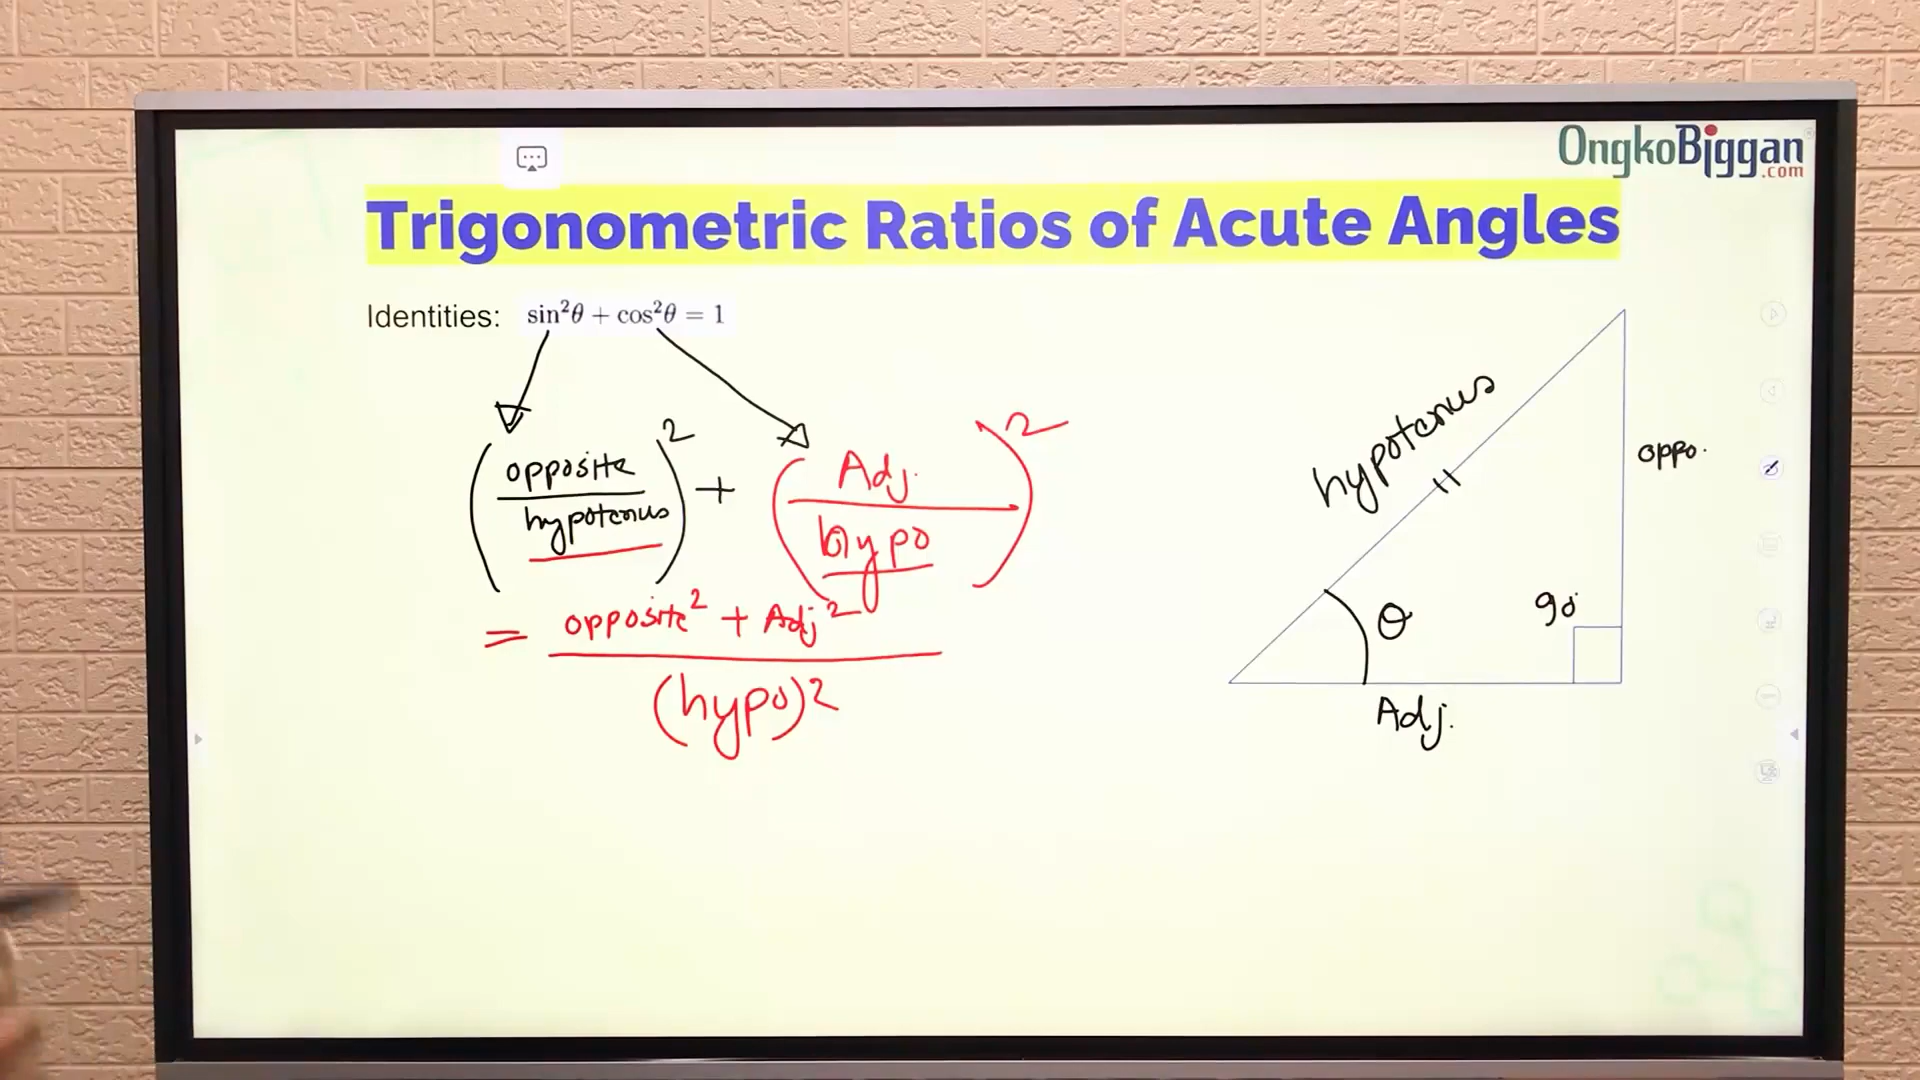 OngkoBiggan
.com
Trigonometric Ratios of Acute Angles
Identities: sin²θ + cos²θ = 1
(opposite / hypotenus)² + (Adj. / hypo)²
= opposite² + Adj² / (hypo)²
hypotenus
oppo.
θ
90°
Adj.